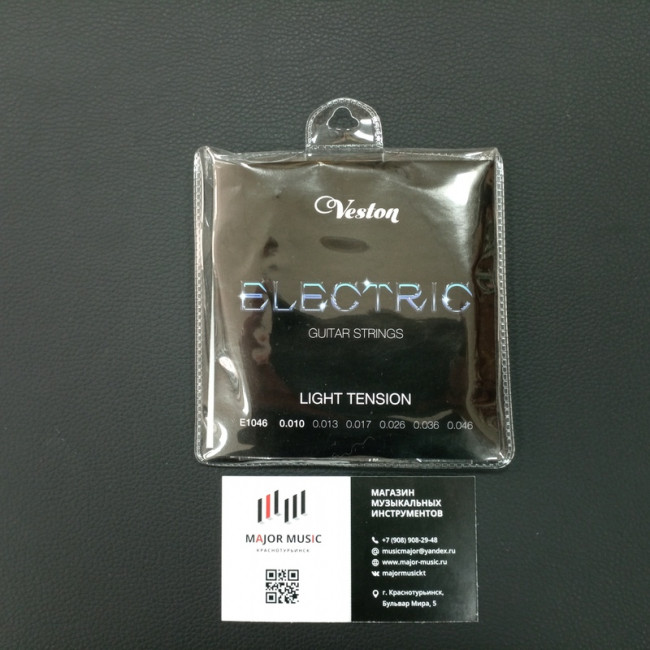 Veston
ELECTRIC
GUITAR STRINGS
LIGHT TENSION
E1046 0.010 0.013 0.017 0.026 0.036 0.046
MAJOR MUSIC
КРАСНОТУРЬИНСК
МАГАЗИН
МУЗЫКАЛЬНЫХ
ИНСТРУМЕНТОВ
+7 (908) 908-29-48
musicmajor@yandex.ru
www.major-music.ru
majormusickt
г. Краснотурьинск,
Бульвар Мира, 5